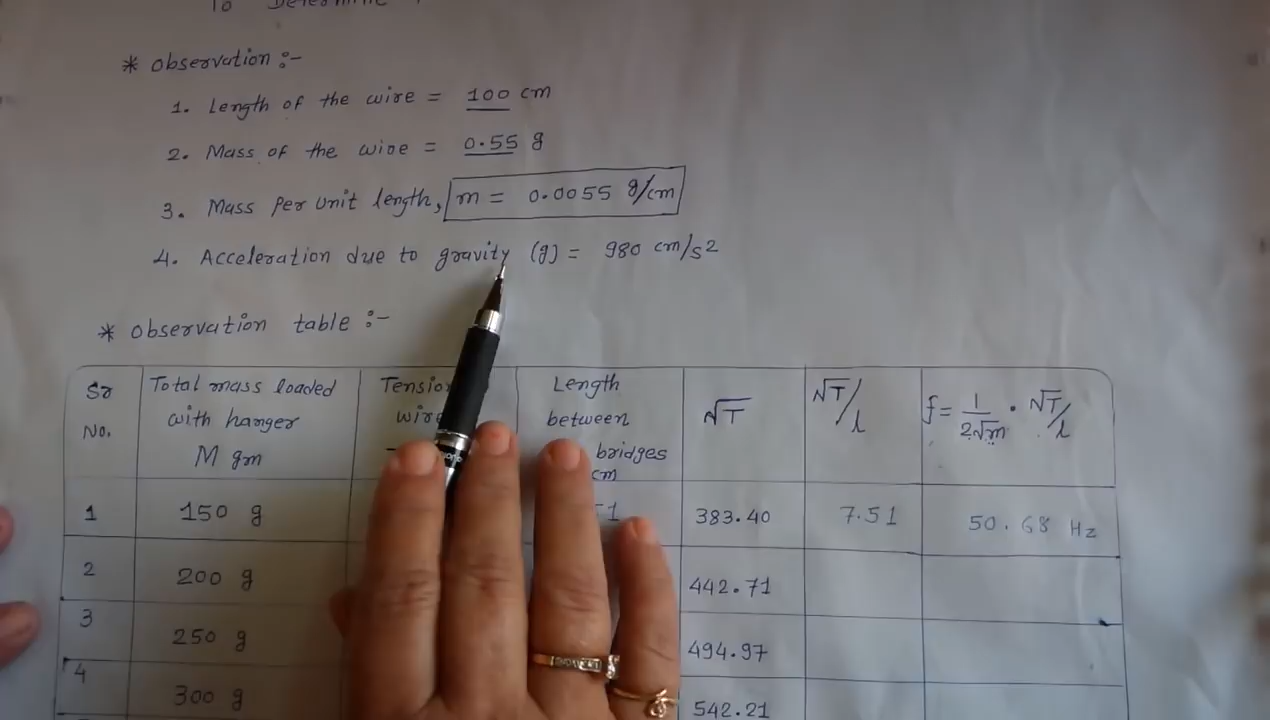 To Determine
* Observation :-
1. Length of the wire = 100 cm
2. Mass of the wire = 0.55 g
3. Mass per unit length, m = 0.0055 g/cm
4. Acceleration due to gravity (g) = 980 cm/s2
* Observation table :-
Sr No. | Total mass loaded with hanger M gm | Tension | Length between bridges cm | √T | √T/l | f = 1/2√m · √T/l
1 | 150 g | 383.40 | 7.51 | 50.68 Hz
2 | 200 g | 442.71
3 | 250 g | 494.97
4 | 300 g | 542.21